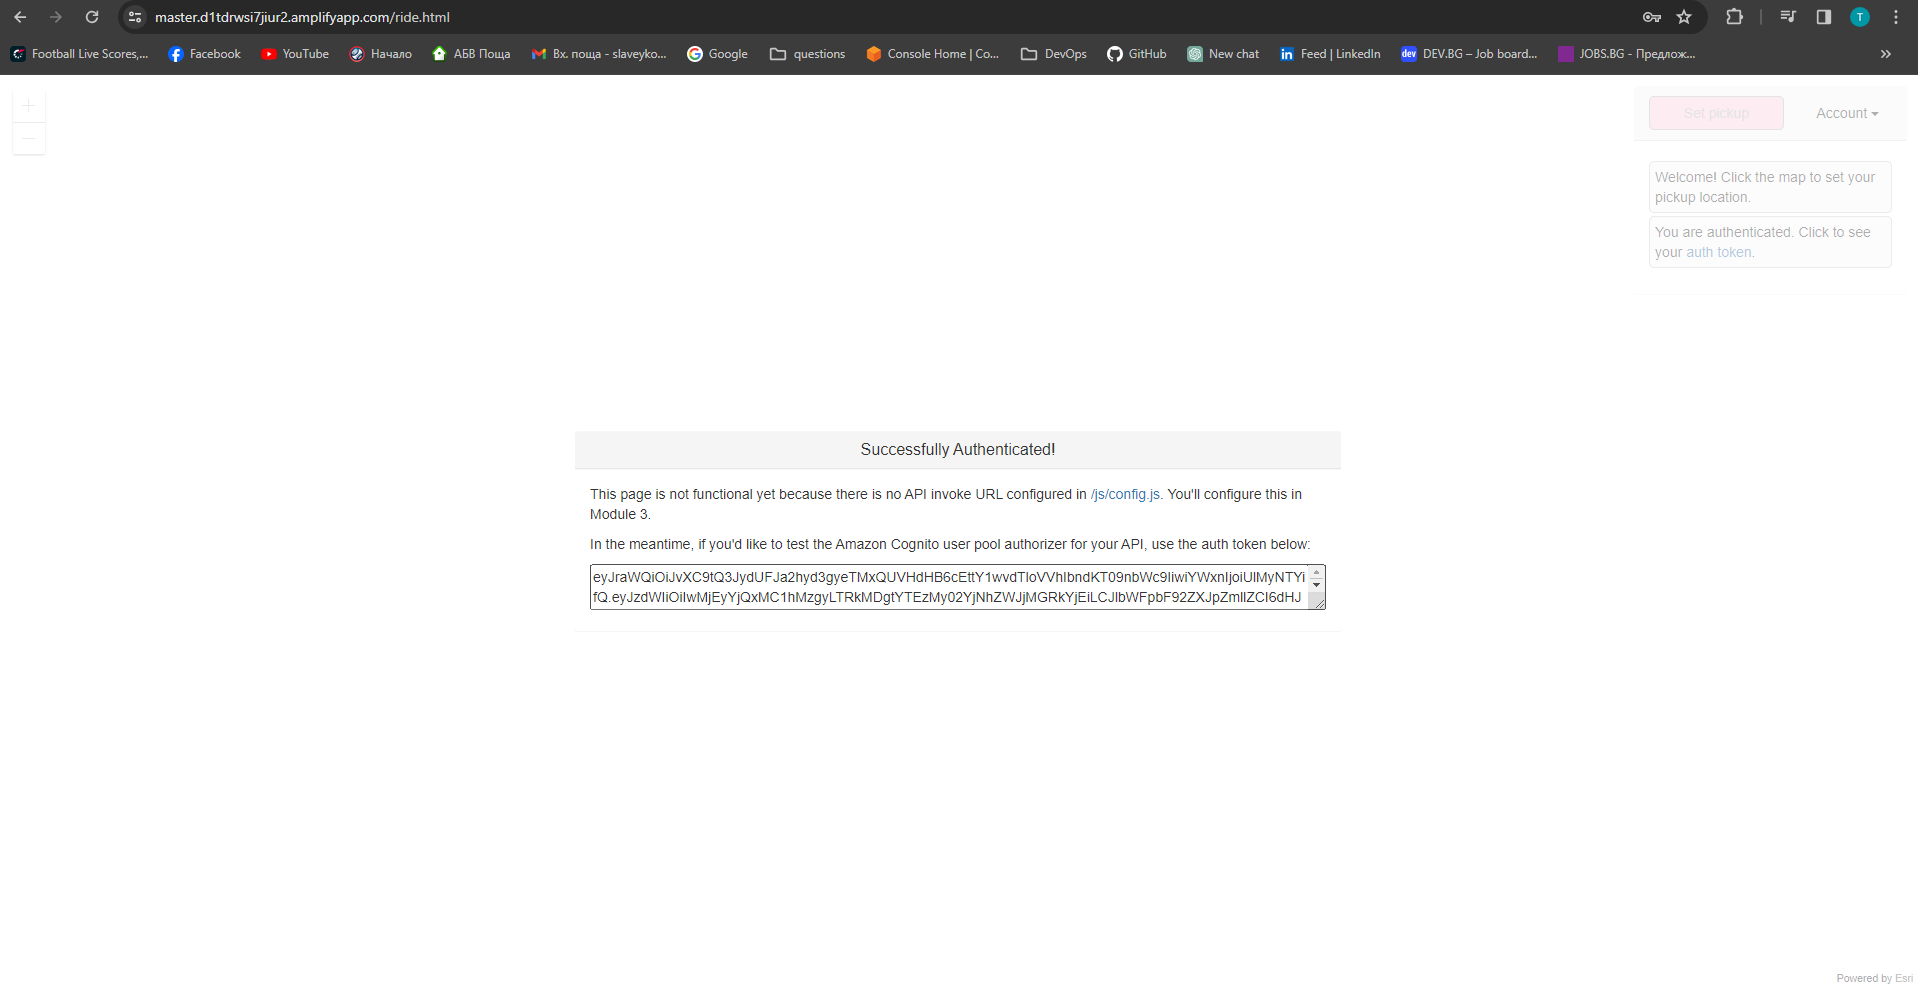 master.d1tdrwsi7jiur2.amplifyapp.com/ride.html
T
Football Live Scores,...
Facebook
YouTube
Начало
АБВ Поща
Вх. поща - slaveyko...
Google
questions
Console Home | Co...
DevOps
GitHub
New chat
Feed | LinkedIn
DEV.BG – Job board...
JOBS.BG - Предлож...
+
−
Set pickup
Account
Welcome! Click the map to set your
pickup location.
You are authenticated. Click to see
your auth token.
Successfully Authenticated!
This page is not functional yet because there is no API invoke URL configured in /js/config.js. You'll configure this in
Module 3.
In the meantime, if you'd like to test the Amazon Cognito user pool authorizer for your API, use the auth token below:
Powered by Esri